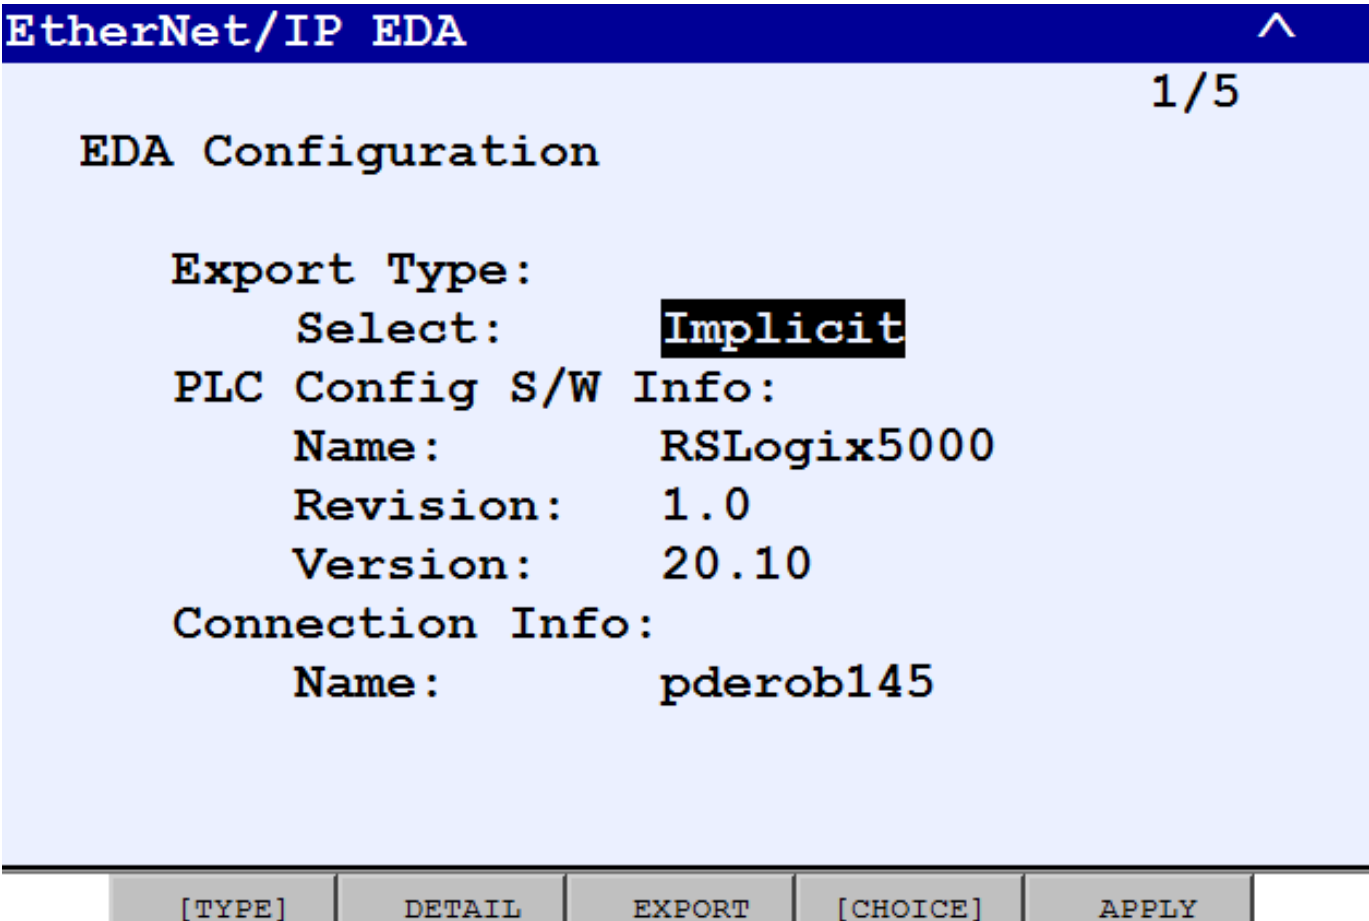 EtherNet/IP EDA ^
1/5
EDA Configuration
Export Type:
Select: Implicit
PLC Config S/W Info:
Name: RSLogix5000
Revision: 1.0
Version: 20.10
Connection Info:
Name: pderob145
[TYPE] DETAIL EXPORT [CHOICE] APPLY